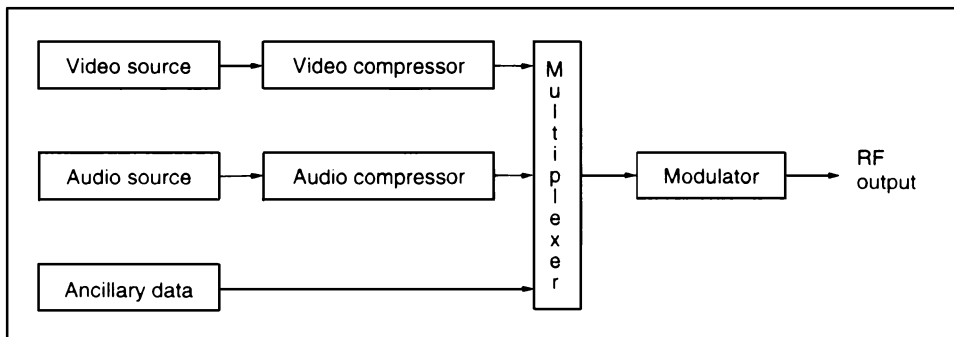 Video source
Video compressor
Multiplexer
Audio source
Audio compressor
Modulator
RF
output
Ancillary data